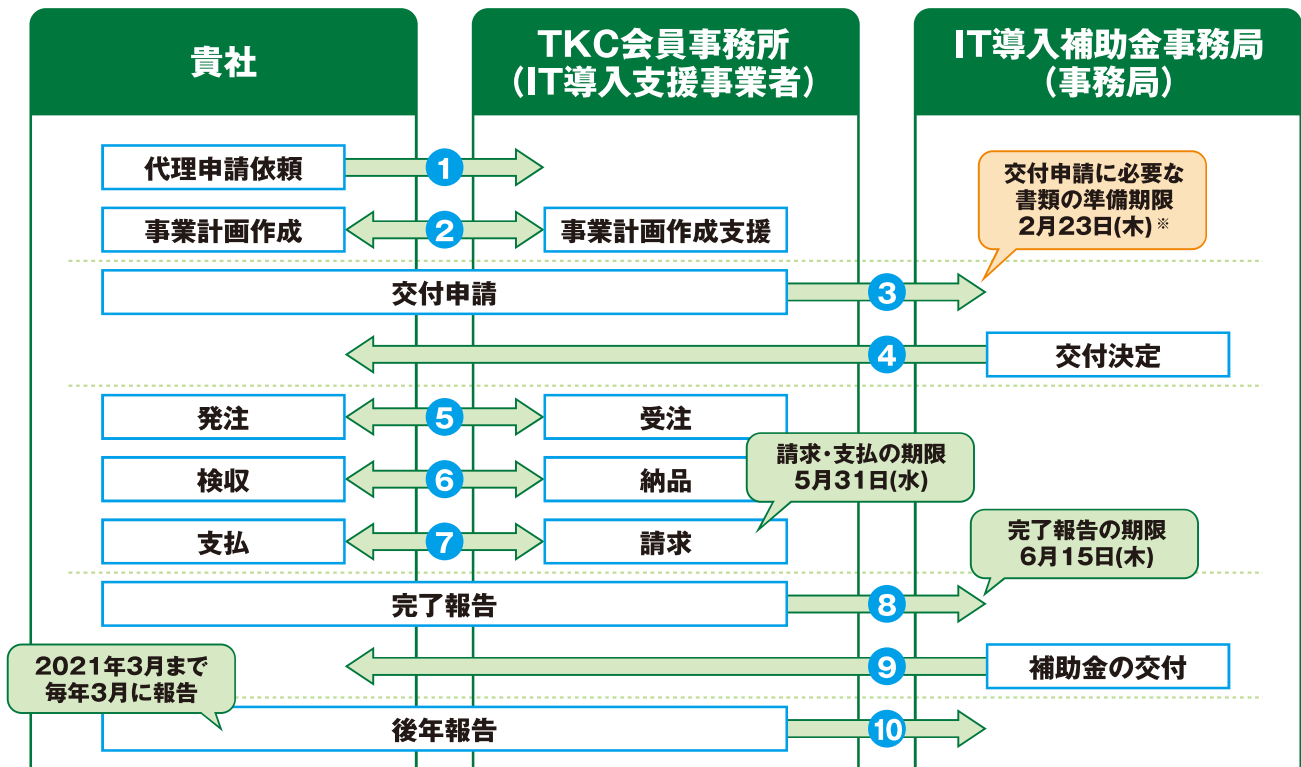 貴社
TKC会員事務所
（IT導入支援事業者）
IT導入補助金事務局
（事務局）
代理申請依頼
1
事業計画作成
2
事業計画作成支援
交付申請に必要な
書類の準備期限
2月23日(木)※
交付申請
3
4
交付決定
発注
5
受注
検収
6
納品
請求・支払の期限
5月31日(水)
支払
7
請求
完了報告の期限
6月15日(木)
完了報告
8
9
補助金の交付
2021年3月まで
毎年3月に報告
後年報告
10